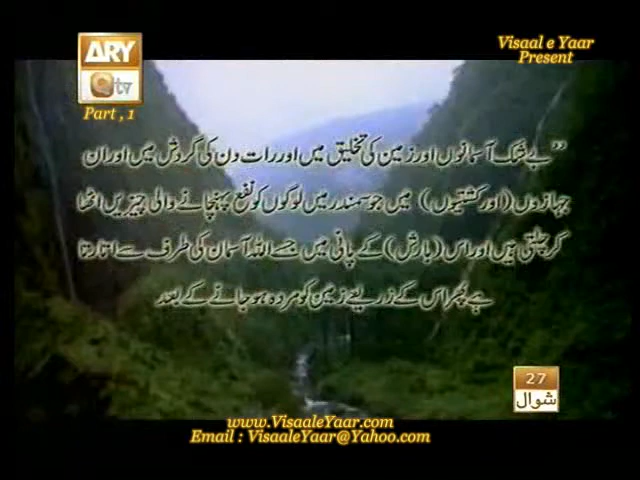 ARY
Qtv
Part , 1
Visaal e Yaar
Present
”بے شک آسمانوں اور زمین کی تخلیق میں اور رات دن کی گردش میں اور ان
جہازوں (اور کشتیوں) میں جو سمندر میں لوگوں کو نفع پہنچانے والی چیزیں اٹھا
کر چلتی ہیں اور اس (بارش) کے پانی میں جسے اللہ آسمان کی طرف سے اتارتا
ہے پھر اس کے ذریعے زمین کو مردہ ہو جانے کے بعد
27
شوال
www.VisaaleYaar.com
Email : VisaaleYaar@Yahoo.com